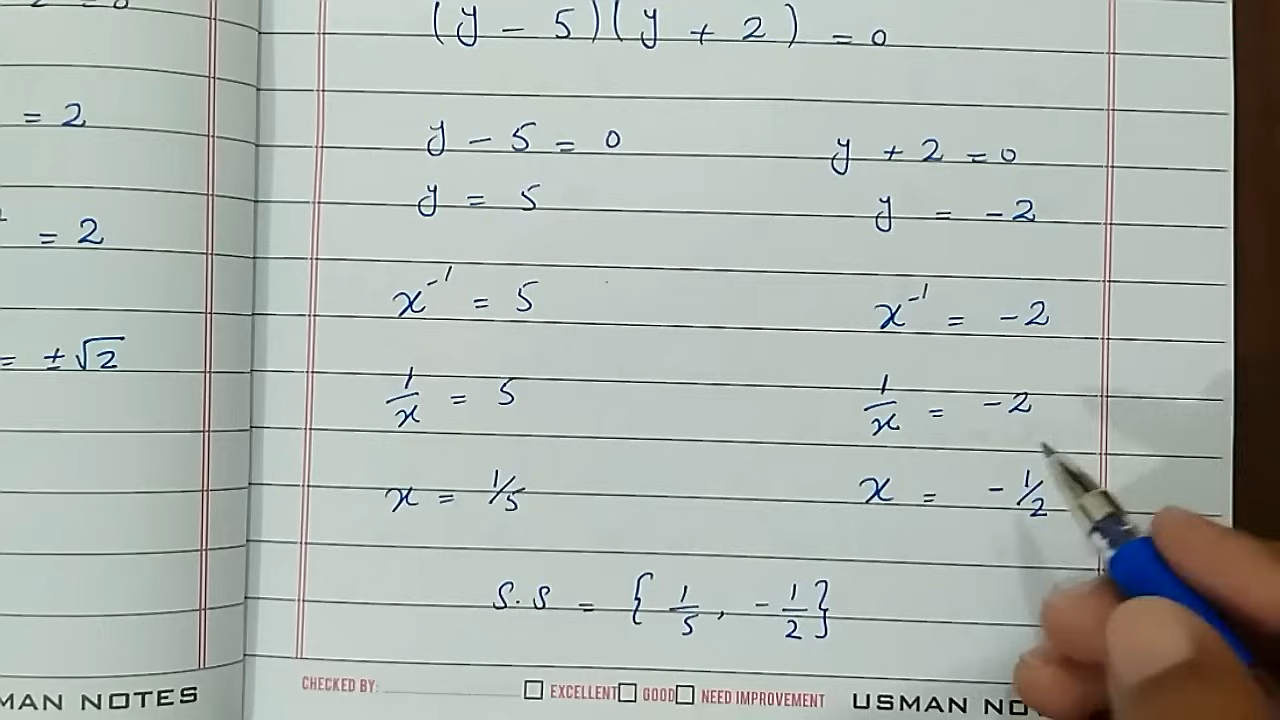 = 2
= 2
= ±√2
(y - 5)(y + 2) = 0
y - 5 = 0 y + 2 = 0
y = 5 y = -2
x⁻¹ = 5 x⁻¹ = -2
1/x = 5 1/x = -2
x = 1/5 x = -1/2
S.S = { 1/5 , - 1/2 }
MAN NOTES
CHECKED BY: EXCELLENT GOOD NEED IMPROVEMENT USMAN NO